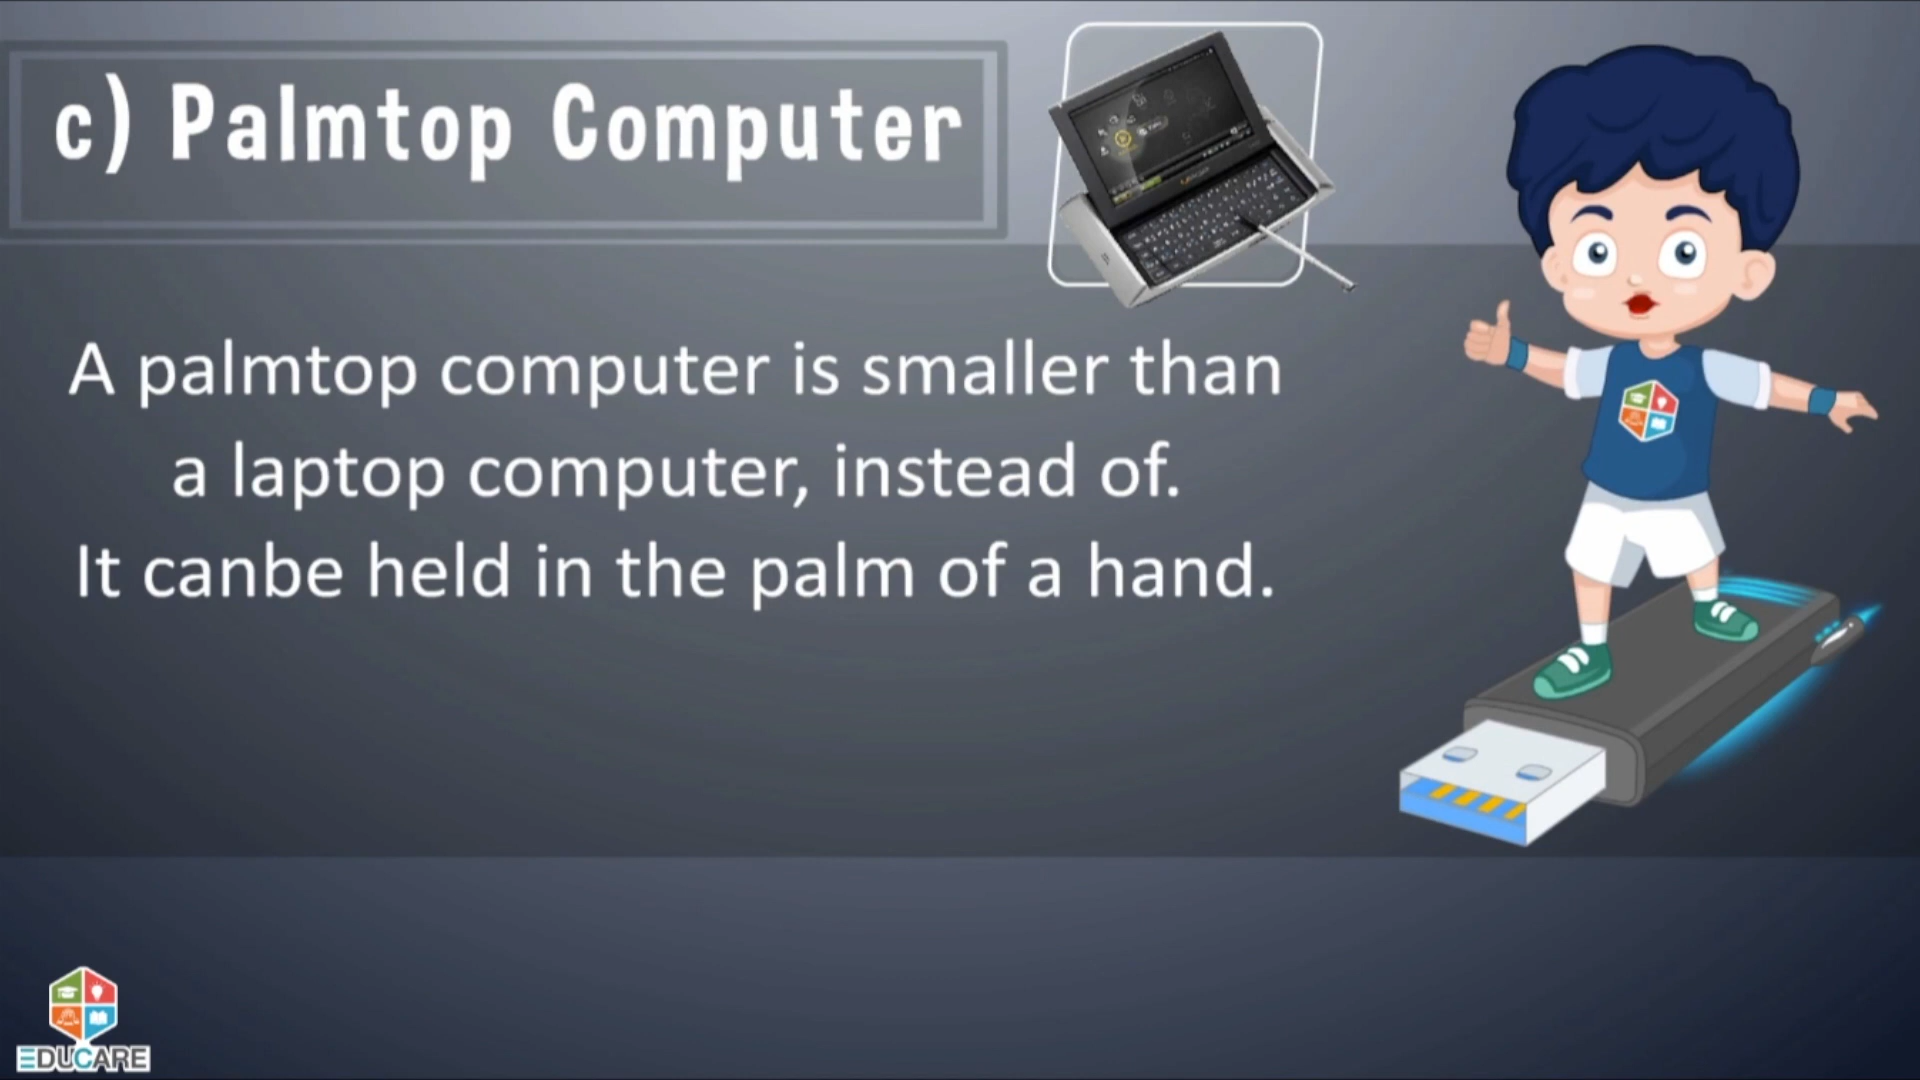 c) Palmtop Computer
A palmtop computer is smaller than
a laptop computer, instead of.
It canbe held in the palm of a hand.
EDUCARE